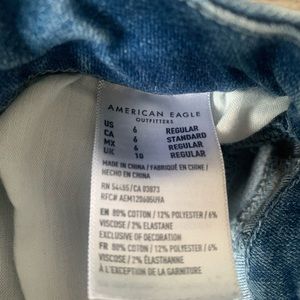 AMERICAN EAGLE
OUTFITTERS
US 6 REGULAR
CA 6 STANDARD
MX 6 REGULAR
UK 10 REGULAR
MADE IN CHINA / FABRIQUÉ EN CHINE /
HECHO EN CHINA
RN 54485/CA 03873
RFC# AEM120605U9A
EN 80% COTTON / 12% POLYESTER / 6%
VISCOSE / 2% ELASTANE
EXCLUSIVE OF DECORATION
FR 80% COTON / 12% POLYESTER / 6%
VISCOSE / 2% ÉLASTHANNE
À L'EXCEPTION DE LA GARNITURE